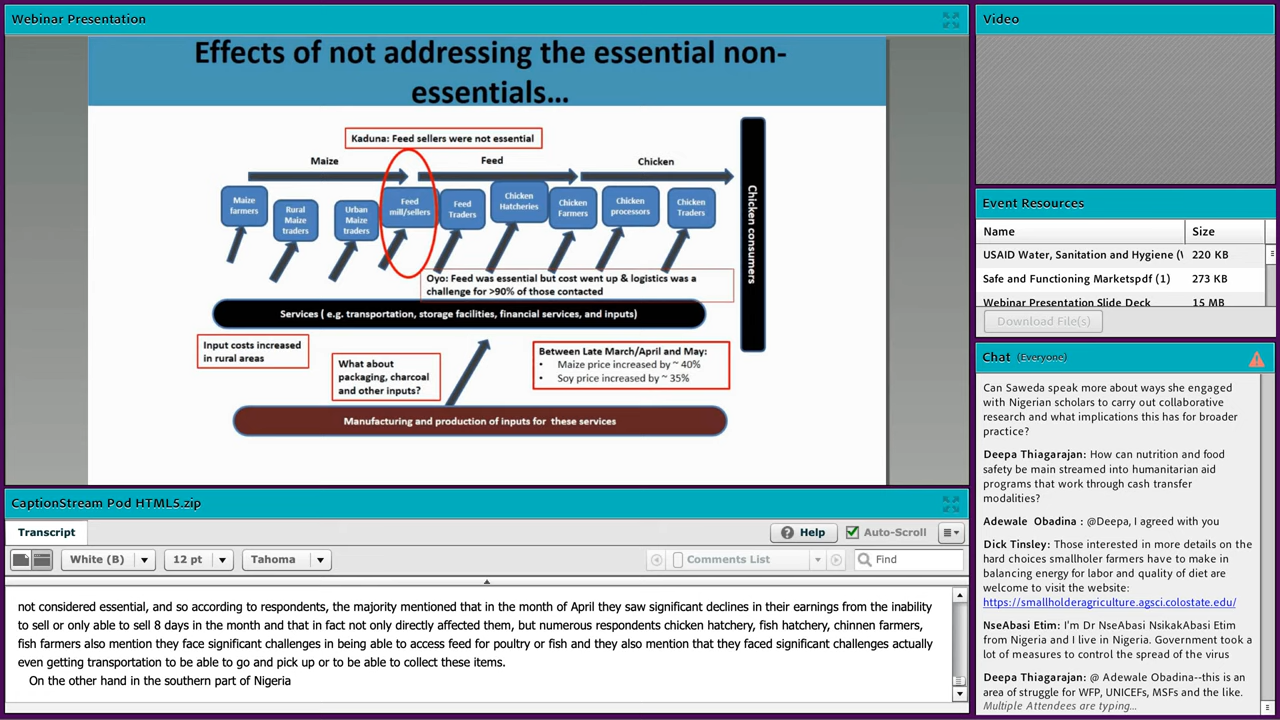 Webinar Presentation
Effects of not addressing the essential non-
essentials...
Kaduna: Feed sellers were not essential
Maize
Feed
Chicken
Maize
farmers
Rural
Maize
traders
Urban
Maize
traders
Feed
mill/sellers
Feed
Traders
Chicken
Hatcheries
Chicken
Farmers
Chicken
processors
Chicken
Traders
Chicken consumers
Oyo: Feed was essential but cost went up & logistics was a
challenge for >90% of those contacted
Services ( e.g. transportation, storage facilities, financial services, and inputs)
Input costs increased
in rural areas
What about
packaging, charcoal
and other inputs?
Between Late March/April and May:
• Maize price increased by ~ 40%
• Soy price increased by ~ 35%
Manufacturing and production of inputs for these services
CaptionStream Pod HTML5.zip
Transcript
Help
Auto-Scroll
White (B)
12 pt
Tahoma
Comments List
Find
not considered essential, and so according to respondents, the majority mentioned that in the month of April they saw significant declines in their earnings from the inability
to sell or only able to sell 8 days in the month and that in fact not only directly affected them, but numerous respondents chicken hatchery, fish hatchery, chinnen farmers,
fish farmers also mention they face significant challenges in being able to access feed for poultry or fish and they also mention that they faced significant challenges actually
even getting transportation to be able to go and pick up or to be able to collect these items.
On the other hand in the southern part of Nigeria
Video
Event Resources
Name
Size
USAID Water, Sanitation and Hygiene (
220 KB
Safe and Functioning Marketspdf (1)
273 KB
Webinar Presentation Slide Deck
15 MB
Download File(s)
Chat (Everyone)
Can Saweda speak more about ways she engaged
with Nigerian scholars to carry out collaborative
research and what implications this has for broader
practice?
Deepa Thiagarajan: How can nutrition and food
safety be main streamed into humanitarian aid
programs that work through cash transfer
modalities?
Adewale Obadina : @Deepa, I agreed with you
Dick Tinsley: Those interested in more details on the
hard choices smallholer farmers have to make in
balancing energy for labor and quality of diet are
welcome to visit the website:
https://smallholderagriculture.agsci.colostate.edu/
NseAbasi Etim: I'm Dr NseAbasi NsikakAbasi Etim
from Nigeria and I live in Nigeria. Government took a
lot of measures to control the spread of the virus
Deepa Thiagarajan: @ Adewale Obadina--this is an
area of struggle for WFP, UNICEFs, MSFs and the like.
Multiple Attendees are typing...